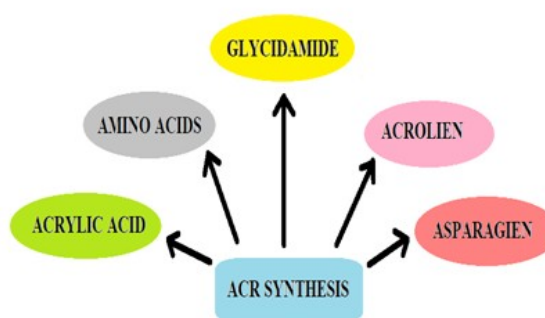 GLYCIDAMIDE
AMINO ACIDS
ACROLIEN
ACRYLIC ACID
ASPARAGIEN
ACR SYNTHESIS